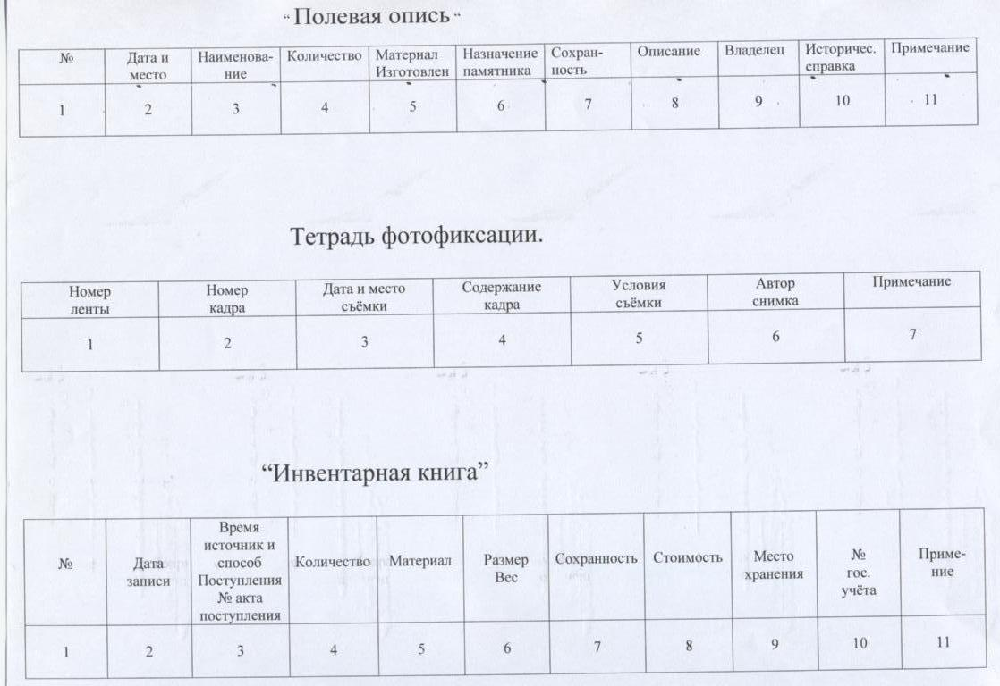 “ Полевая опись “
№ Дата и место Наименова- ние Количество Материал Изготовлен Назначение памятника Сохран- ность Описание Владелец Историчес. справка Примечание
1 2 3 4 5 6 7 8 9 10 11
Тетрадь фотофиксации.
Номер ленты Номер кадра Дата и место съёмки Содержание кадра Условия съёмки Автор снимка Примечание
1 2 3 4 5 6 7
“Инвентарная книга”
№ Дата записи Время источник и способ Поступления № акта поступления Количество Материал Размер Вес Сохранность Стоимость Место хранения № гос. учёта Приме- ние
1 2 3 4 5 6 7 8 9 10 11